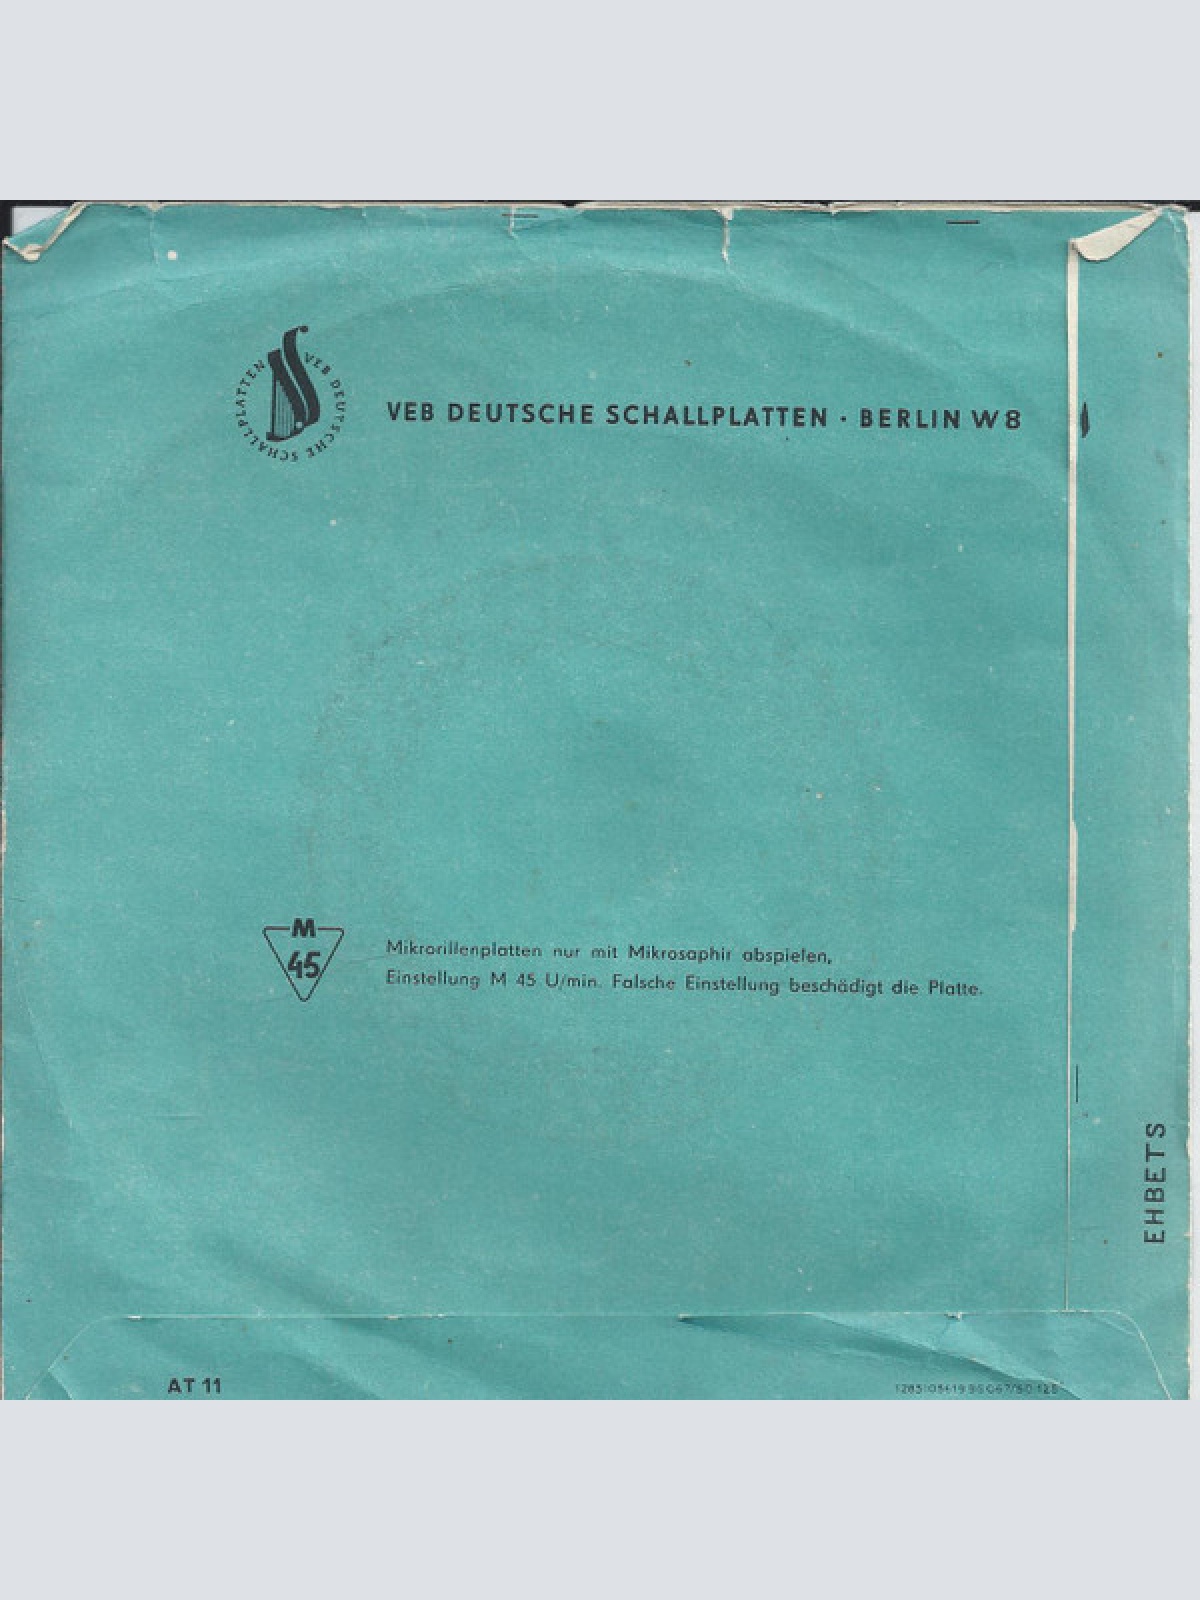 VEB DEUTSCHE SCHALLPLATTEN
VEB DEUTSCHE SCHALLPLATTEN · BERLIN W 8
M
45
Mikrorillenplatten nur mit Mikrosaphir abspielen,
Einstellung M 45 U/min. Falsche Einstellung beschädigt die Platte.
EHBETS
AT 11